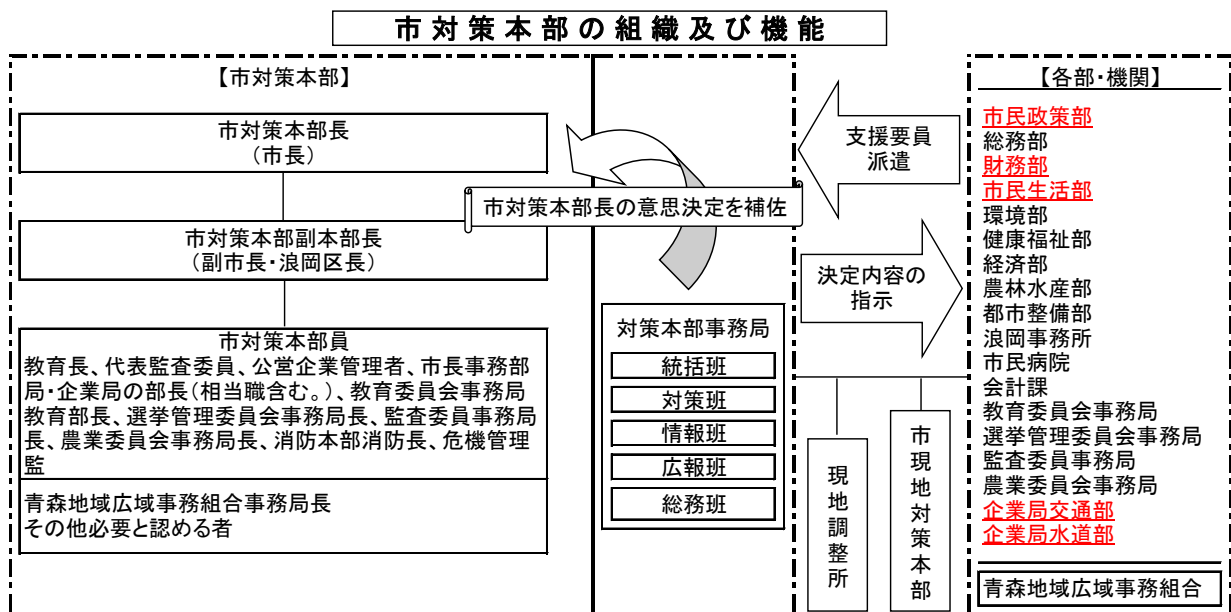 市対策本部の組織及び機能
【市対策本部】
市対策本部長
（市長）
市対策本部副本部長
（副市長・浪岡区長）
市対策本部員
教育長、代表監査委員、公営企業管理者、市長事務部
局・企業局の部長（相当職含む。）、教育委員会事務局
教育部長、選挙管理委員会事務局長、監査委員事務局
長、農業委員会事務局長、消防本部消防長、危機管理
監
青森地域広域事務組合事務局長
その他必要と認める者
市対策本部長の意思決定を補佐
対策本部事務局
統括班
対策班
情報班
広報班
総務班
支援要員
派遣
決定内容の
指示
現地調整所
市現地対策本部
【各部・機関】
市民政策部
総務部
財務部
市民生活部
環境部
健康福祉部
経済部
農林水産部
都市整備部
浪岡事務所
市民病院
会計課
教育委員会事務局
選挙管理委員会事務局
監査委員事務局
農業委員会事務局
企業局交通部
企業局水道部
青森地域広域事務組合